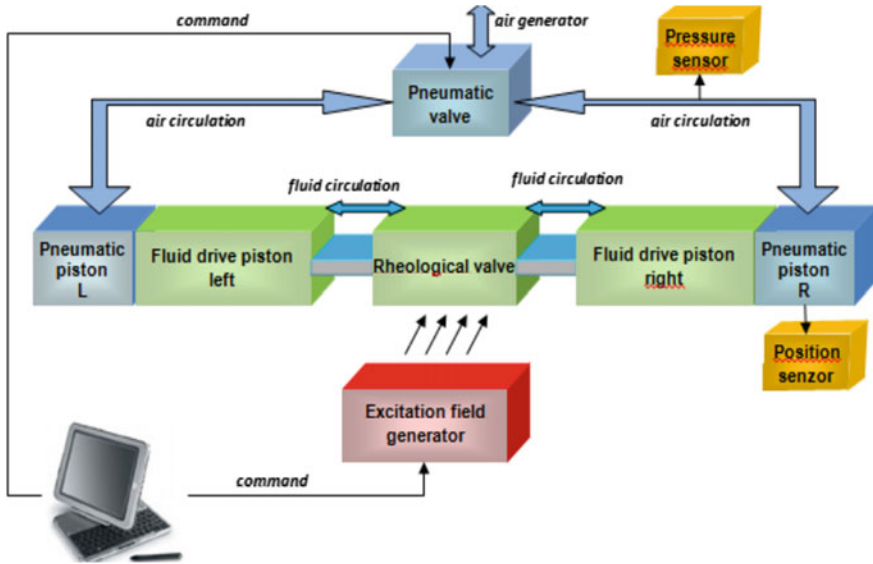 command
air generator
Pressure
sensor
Pneumatic
valve
air circulation
air circulation
fluid circulation
fluid circulation
Pneumatic
piston
L
Fluid drive piston
left
Rheological valve
Fluid drive piston
right
Pneumatic
piston
R
Position
senzor
Excitation field
generator
command